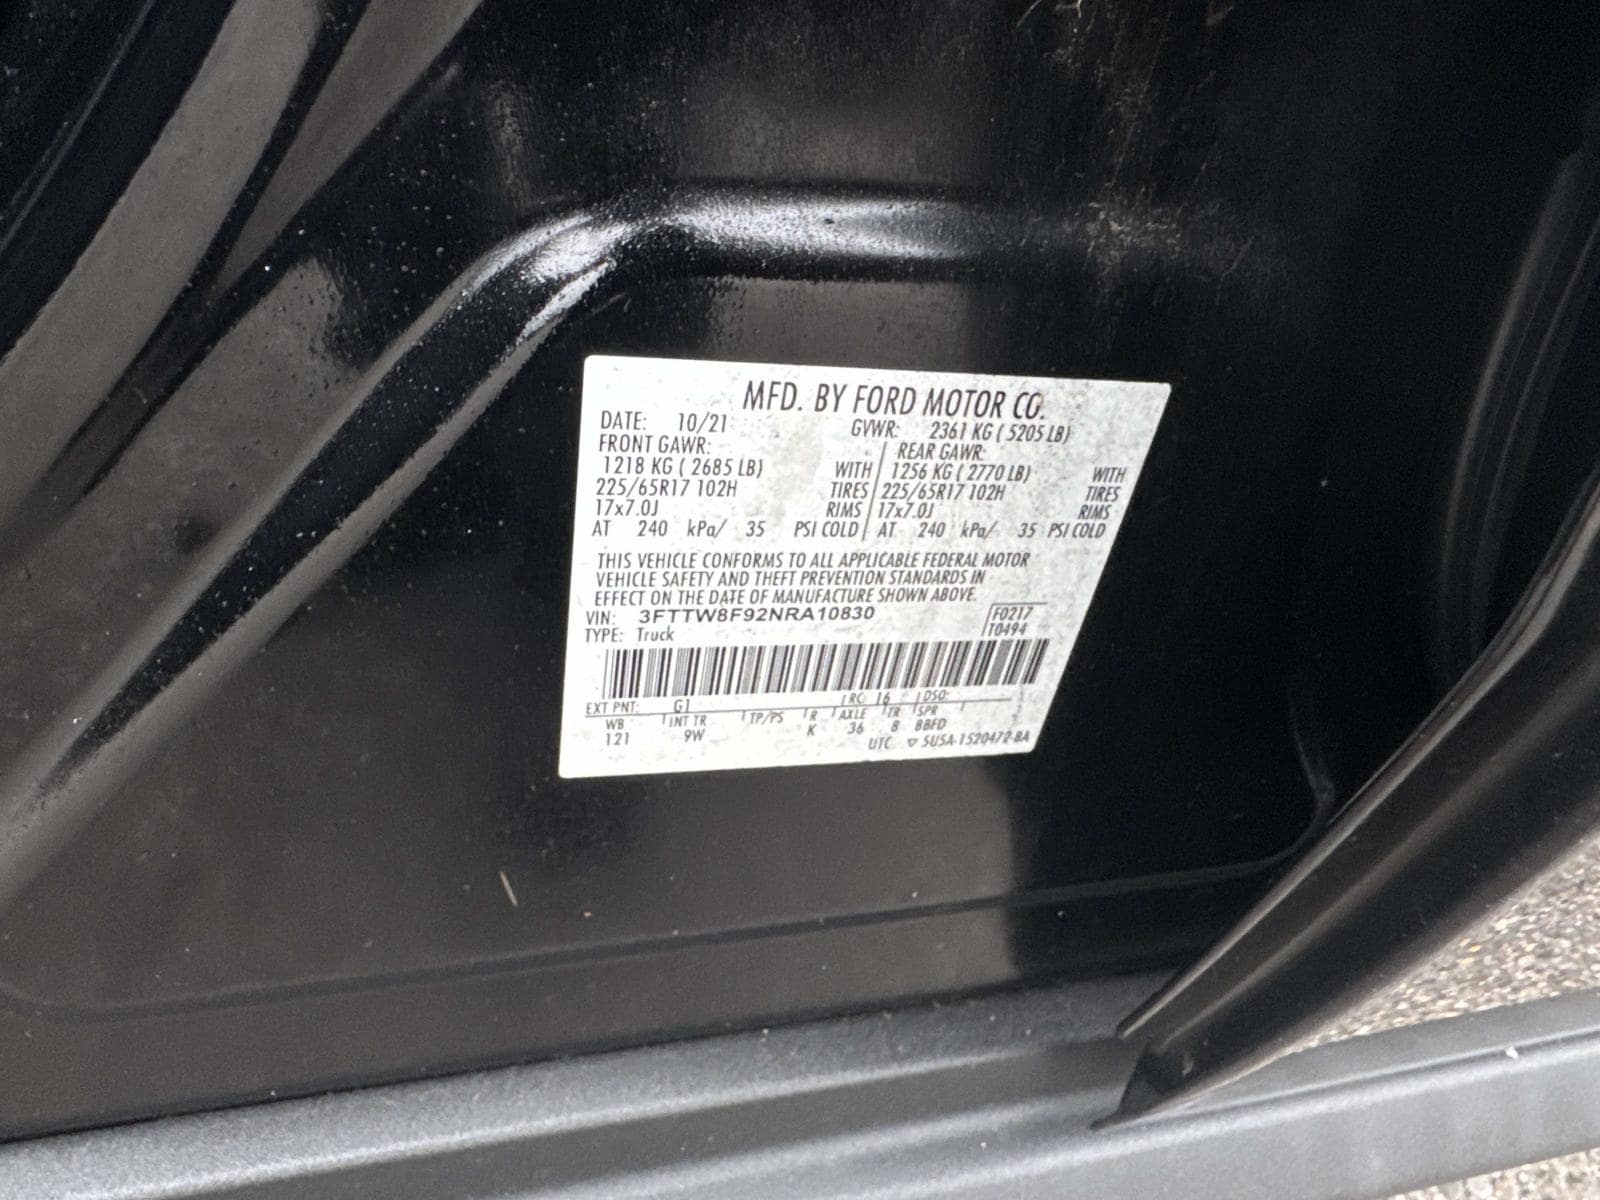 MFD. BY FORD MOTOR CO.
DATE: 10/21 GVWR: 2361 KG ( 5205 LB)
FRONT GAWR: REAR GAWR:
1218 KG ( 2685 LB) WITH 1256 KG ( 2770 LB) WITH
225/65R17 102H TIRES 225/65R17 102H TIRES
17x7.0J RIMS 17x7.0J RIMS
AT 240 kPa/ 35 PSI COLD AT 240 kPa/ 35 PSI COLD
THIS VEHICLE CONFORMS TO ALL APPLICABLE FEDERAL MOTOR
VEHICLE SAFETY AND THEFT PREVENTION STANDARDS IN
EFFECT ON THE DATE OF MANUFACTURE SHOWN ABOVE.
VIN: 3FTTW8F92NRA10830 F0217
TYPE: Truck T0494
EXT PNT: G1 RC: 16 DSO:
WB INT TR TP/PS R AXLE TR SPR
121 9W K 36 8 BBFD
UTC ▽ 5U5A-1520472-BA